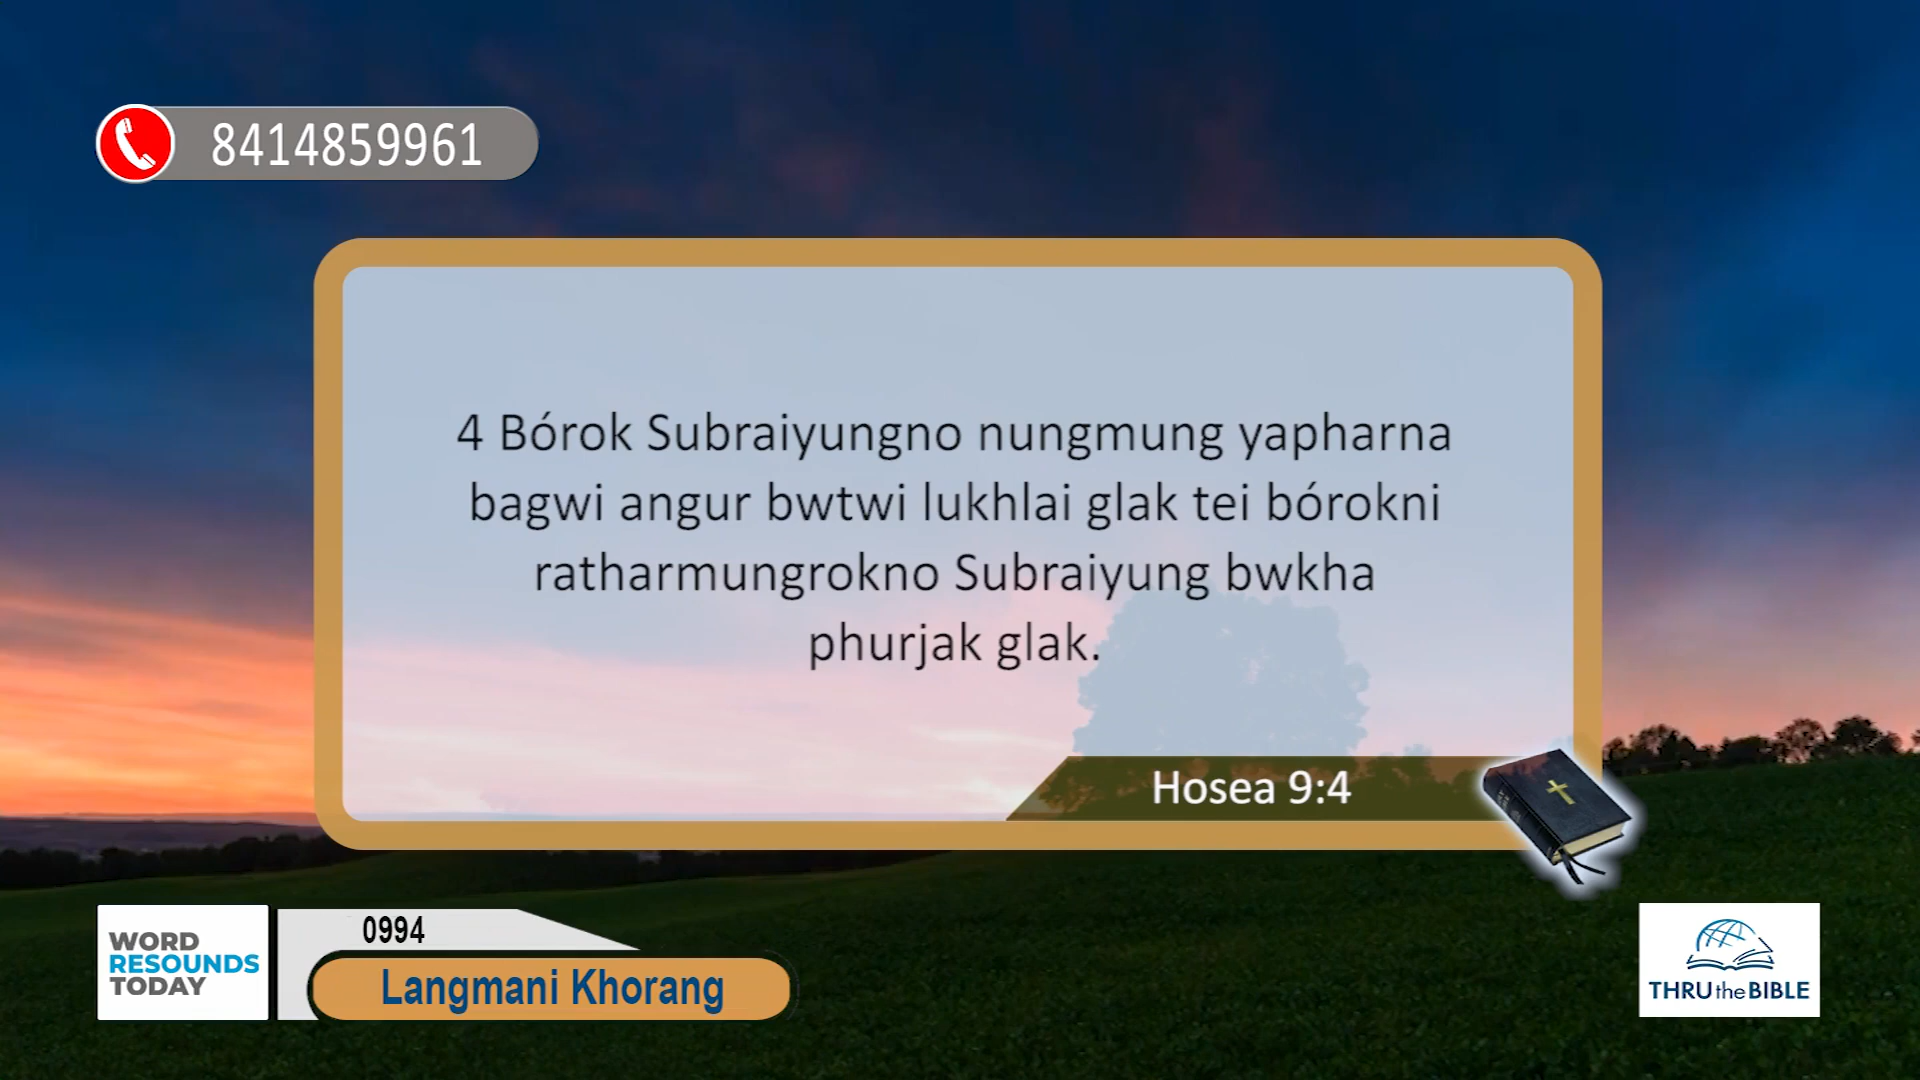 8414859961
4 Bórok Subraiyungno nungmung yapharna
bagwi angur bwtwi lukhlai glak tei bórokni
ratharmungrokno Subraiyung bwkha
phurjak glak.
Hosea 9:4
WORD
RESOUNDS
TODAY
0994
Langmani Khorang
THRU the BIBLE